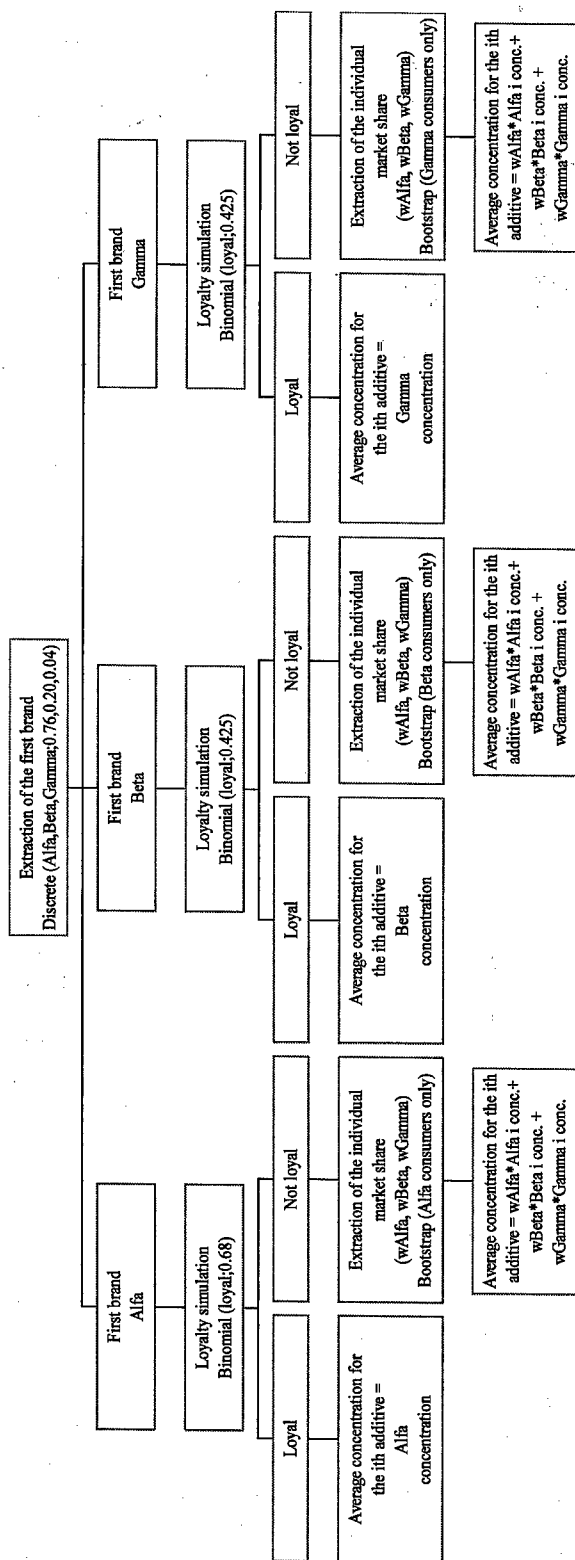 Extraction of the first brand
Discrete (Alfa,Beta,Gamma;0.76,0.20,0.04)
First brand
Alfa
First brand
Beta
First brand
Gamma
Loyalty simulation
Binomial (loyal;0.68)
Loyalty simulation
Binomial (loyal;0.425)
Loyalty simulation
Binomial (loyal;0.425)
Loyal
Not loyal
Loyal
Not loyal
Loyal
Not loyal
Average concentration for
the ith additive =
Alfa
concentration
Extraction of the individual
market share
(wAlfa, wBeta, wGamma)
Bootstrap (Alfa consumers only)
Average concentration for
the ith additive =
Beta
concentration
Extraction of the individual
market share
(wAlfa, wBeta, wGamma)
Bootstrap (Beta consumers only)
Average concentration for
the ith additive =
Gamma
concentration
Extraction of the individual
market share
(wAlfa, wBeta, wGamma)
Bootstrap (Gamma consumers only)
Average concentration for the ith
additive = wAlfa*Alfa i conc.+
wBeta*Beta i conc. +
wGamma*Gamma i conc.
Average concentration for the ith
additive = wAlfa*Alfa i conc.+
wBeta*Beta i conc. +
wGamma*Gamma i conc.
Average concentration for the ith
additive = wAlfa*Alfa i conc.+
wBeta*Beta i conc. +
wGamma*Gamma i conc.